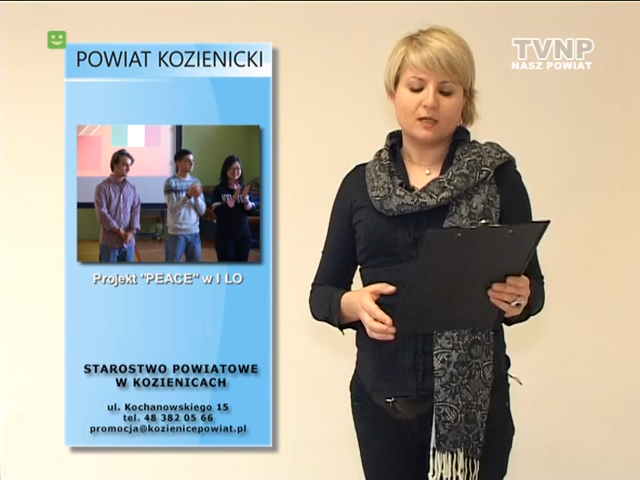 POWIAT KOZIENICKI
TVNP
NASZ POWIAT
Projekt "PEACE" w I LO
STAROSTWO POWIATOWE
W KOZIENICACH
ul. Kochanowskiego 15
tel. 48 382 05 66
promocja@kozienicepowiat.pl